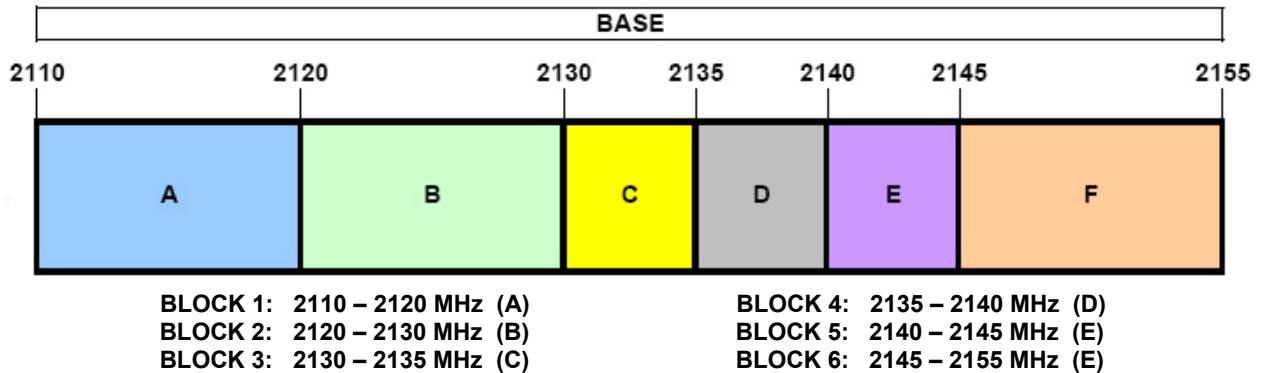 BASE
2110 2120 2130 2135 2140 2145 2155
A B C D E F
BLOCK 1: 2110 – 2120 MHz (A)
BLOCK 2: 2120 – 2130 MHz (B)
BLOCK 3: 2130 – 2135 MHz (C)
BLOCK 4: 2135 – 2140 MHz (D)
BLOCK 5: 2140 – 2145 MHz (E)
BLOCK 6: 2145 – 2155 MHz (E)